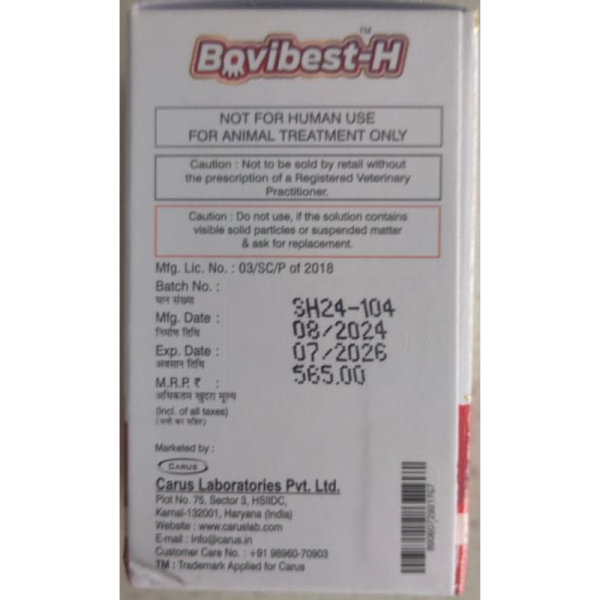 Bovibest-H TM
NOT FOR HUMAN USE
FOR ANIMAL TREATMENT ONLY
Caution : Not to be sold by retail without
the prescription of a Registered Veterinary
Practitioner.
Caution : Do not use, if the solution contains
visible solid particles or suspended matter
& ask for replacement.
Mfg. Lic. No. : 03/SC/P of 2018
Batch No. : SH24-104
घान संख्या
Mfg. Date : 08/2024
निर्माण तिथि
Exp. Date : 07/2026
अवसान तिथि
M.R.P. ₹ : 565.00
अधिकतम खुदरा मूल्य
(Incl. of all taxes)
Marketed by :
CARUS
Carus Laboratories Pvt. Ltd.
Plot No. 75, Sector 3, HSIIDC,
Karnal-132001, Haryana (India)
Website : www.caruslab.com
E-mail : info@carus.in
Customer Care No. : +91 98960-70903
TM : Trademark Applied for Carus